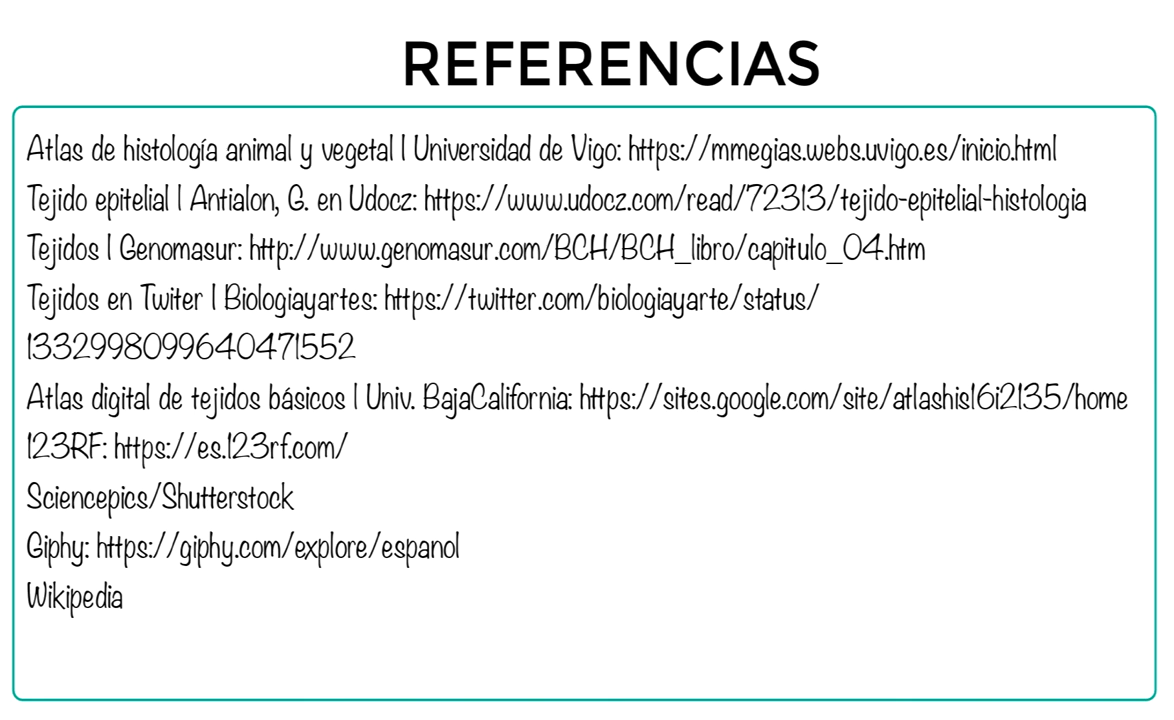 REFERENCIAS
Atlas de histología animal y vegetal | Universidad de Vigo: https://mmegias.webs.uvigo.es/inicio.html
Tejido epitelial | Antialon, G. en Udocz: https://www.udocz.com/read/72313/tejido-epitelial-histologia
Tejidos | Genomasur: http://www.genomasur.com/BCH/BCH_libro/capitulo_04.htm
Tejidos en Twiter | Biologiayartes: https://twitter.com/biologiayarte/status/
1332998099640471552
Atlas digital de tejidos básicos | Univ. BajaCalifornia: https://sites.google.com/site/atlashis16i2135/home
123RF: https://es.123rf.com/
Sciencepics/Shutterstock
Giphy: https://giphy.com/explore/espanol
Wikipedia